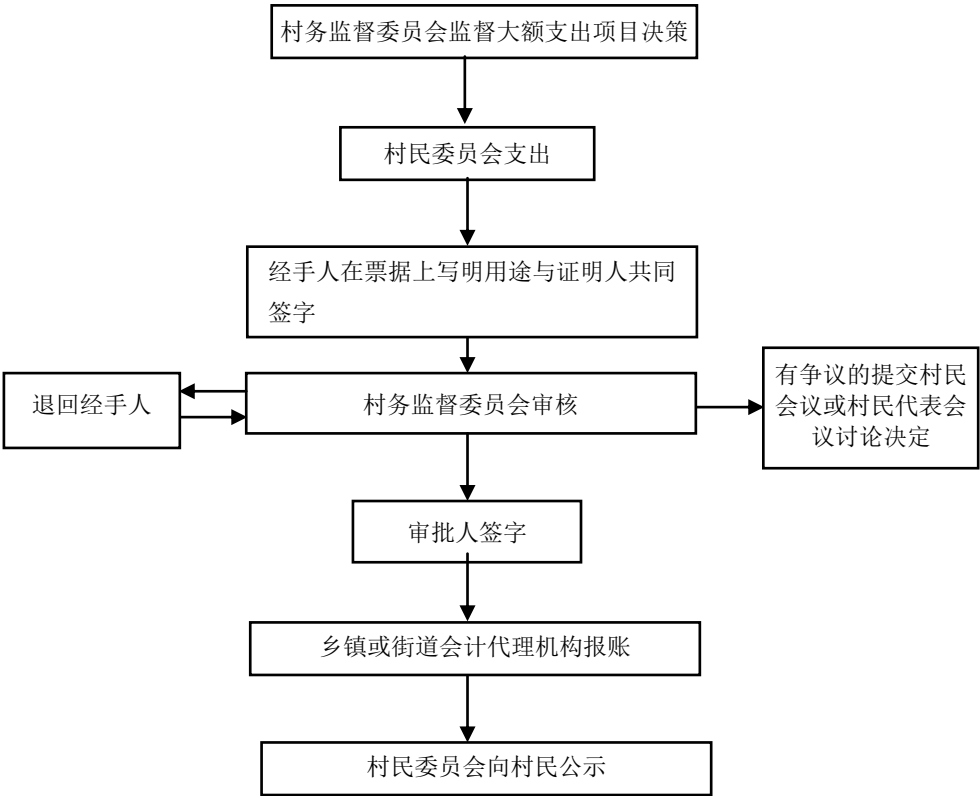 村务监督委员会监督大额支出项目决策
村民委员会支出
经手人在票据上写明用途与证明人共同
签字
退回经手人
村务监督委员会审核
有争议的提交村民
会议或村民代表会
议讨论决定
审批人签字
乡镇或街道会计代理机构报账
村民委员会向村民公示